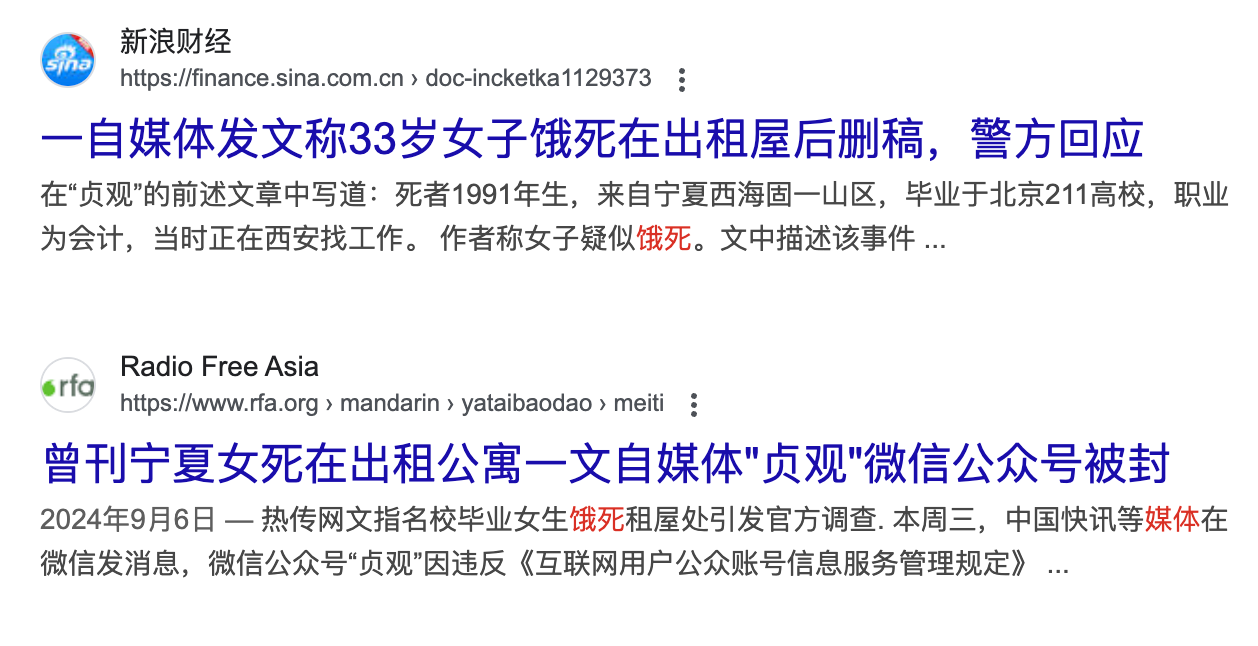 新浪财经
https://finance.sina.com.cn › doc-incketka1129373
一自媒体发文称33岁女子饿死在出租屋后删稿，警方回应
在“贞观”的前述文章中写道：死者1991年生，来自宁夏西海固一山区，毕业于北京211高校，职业
为会计，当时正在西安找工作。 作者称女子疑似饿死。文中描述该事件 ...
Radio Free Asia
https://www.rfa.org › mandarin › yataibaodao › meiti
曾刊宁夏女死在出租公寓一文自媒体"贞观"微信公众号被封
2024年9月6日 — 热传网文指名校毕业女生饿死租屋处引发官方调查. 本周三，中国快讯等媒体在
微信发消息，微信公众号“贞观”因违反《互联网用户公众账号信息服务管理规定》 ...
sina
rfa